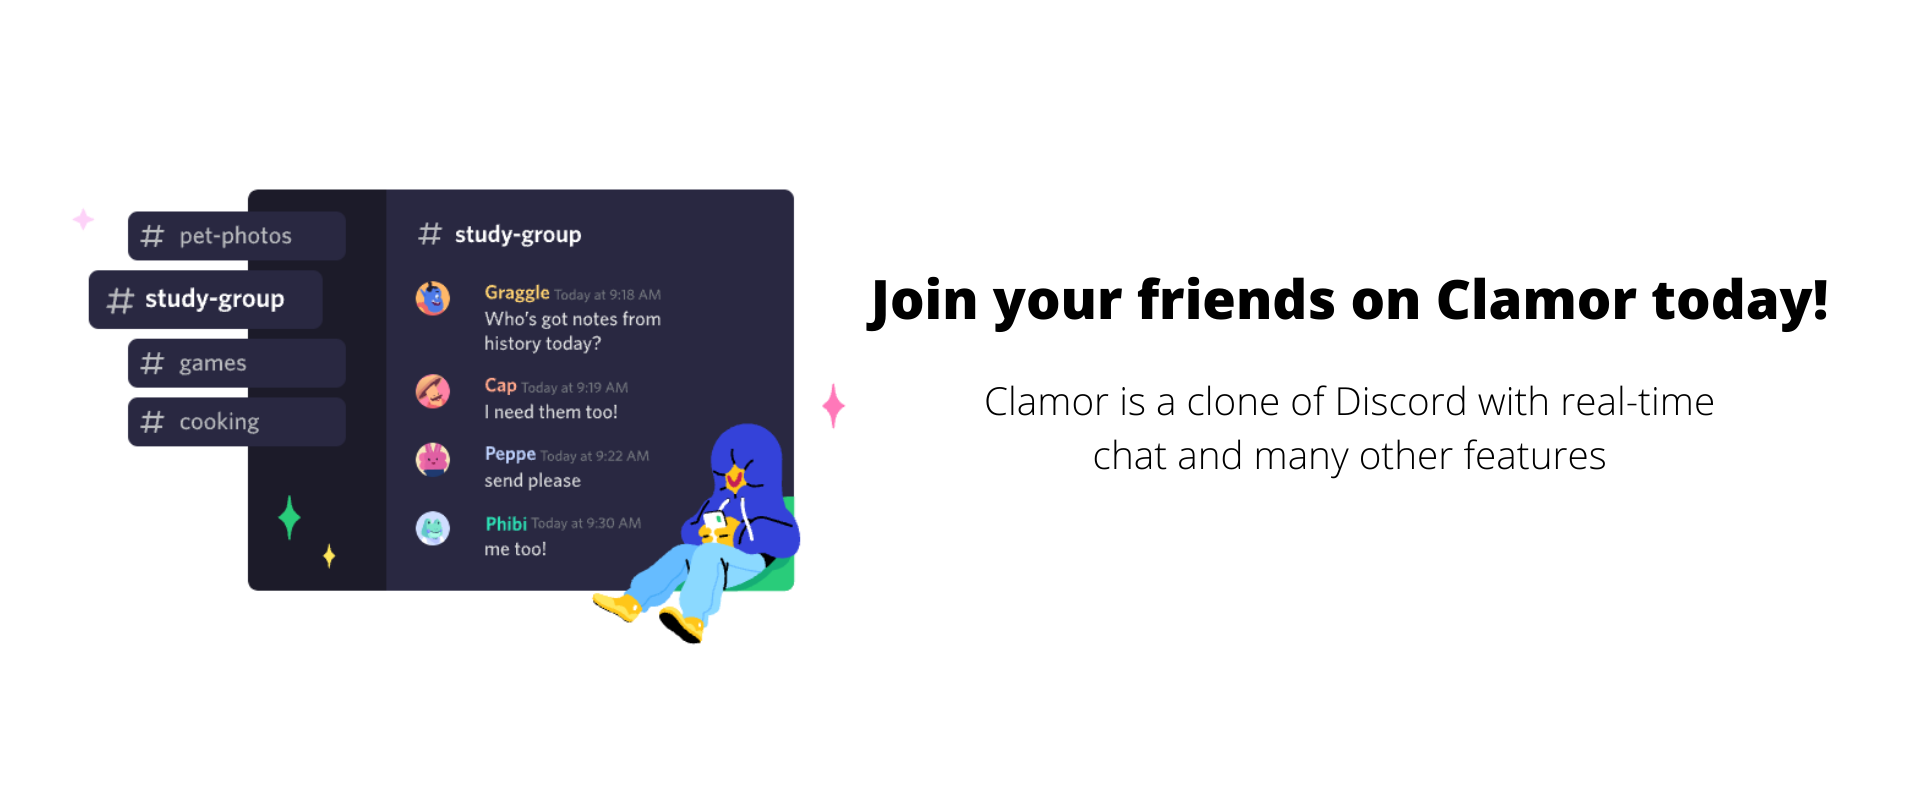 # pet-photos
# study-group
# games
# cooking
# study-group
Graggle Today at 9:18 AM
Who's got notes from
history today?
Cap Today at 9:19 AM
I need them too!
Peppe Today at 9:22 AM
send please
Phibi Today at 9:30 AM
me too!
Join your friends on Clamor today!
Clamor is a clone of Discord with real-time
chat and many other features